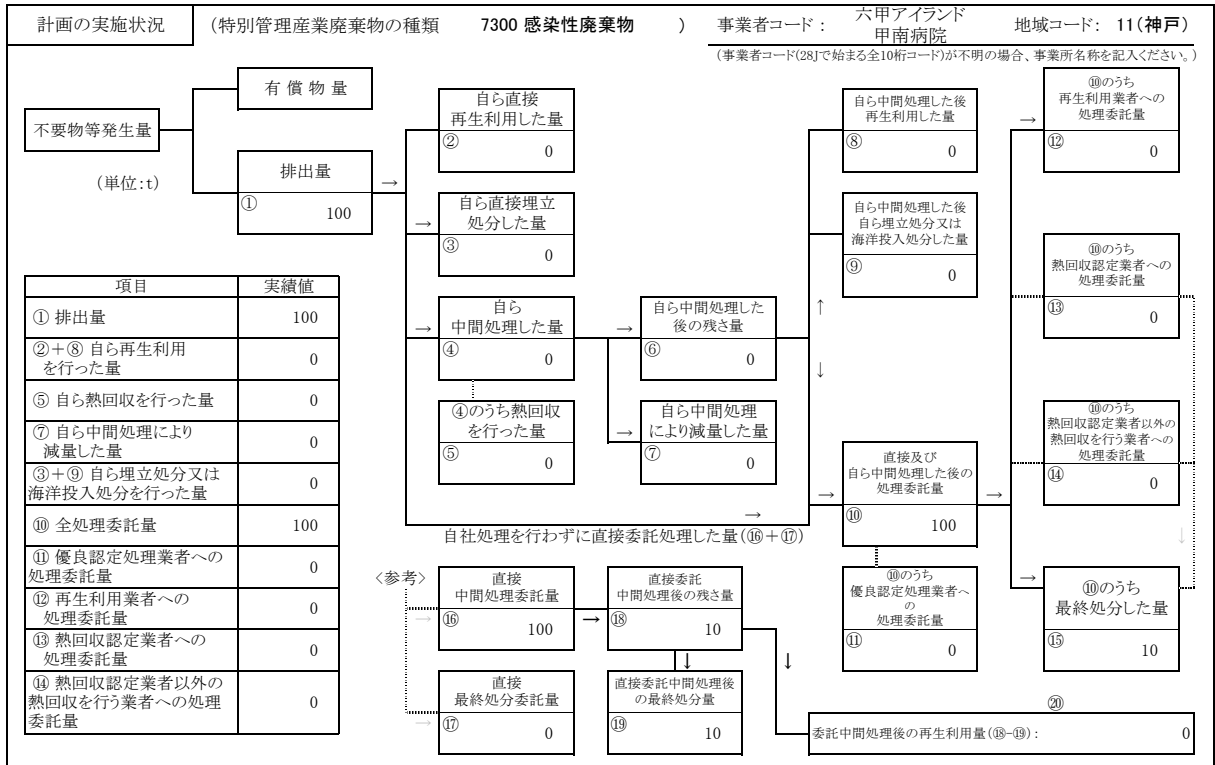 計画の実施状況
(特別管理産業廃棄物の種類 7300 感染性廃棄物 )
事業者コード: 六甲アイランド
甲南病院
地域コード: 11(神戸)
(事業者コード(28Jで始まる全10桁コード)が不明の場合、事業所名称を記入ください。)
不要物等発生量
(単位:t)
有償物量
排出量
→
① 100
自ら直接
再生利用した量
② 0
→
自ら直接埋立
処分した量
③ 0
→
自ら
中間処理した量
④ 0
④のうち熱回収
を行った量
⑤ 0
→
自ら中間処理した
後の残さ量
⑥ 0
→
自ら中間処理
により減量した量
⑦ 0
自ら中間処理した後
再生利用した量
⑧ 0
自ら中間処理した後
自ら埋立処分又は
海洋投入処分した量
⑨ 0
↑
↓
→
自社処理を行わずに直接委託処理した量(⑯+⑰)
→
直接及び
自ら中間処理した後の
処理委託量
⑩ 100
→
⑩のうち
優良認定処理業者へ
の
処理委託量
⑪ 0
→
⑩のうち
再生利用業者への
処理委託量
⑫ 0
⑩のうち
熱回収認定業者への
処理委託量
⑬ 0
⑩のうち
熱回収認定業者以外の
熱回収を行う業者への
処理委託量
⑭ 0
↓
→
⑩のうち
最終処分した量
⑮ 10
項目 実績値
① 排出量 100
②+⑧ 自ら再生利用
を行った量 0
⑤ 自ら熱回収を行った量 0
⑦ 自ら中間処理により
減量した量 0
③+⑨ 自ら埋立処分又は
海洋投入処分を行った量 0
⑩ 全処理委託量 100
⑪ 優良認定処理業者への
処理委託量 0
⑫ 再生利用業者への
処理委託量 0
⑬ 熱回収認定業者への
処理委託量 0
⑭ 熱回収認定業者以外の
熱回収を行う業者への処理
委託量 0
<参考>
→
直接
中間処理委託量
⑯ 100
→
直接委託
中間処理後の残さ量
⑱ 10
→
直接
最終処分委託量
⑰ 0
↓
直接委託中間処理後
の最終処分量
⑲ 10
↓
⑳
委託中間処理後の再生利用量(⑱-⑲): 0